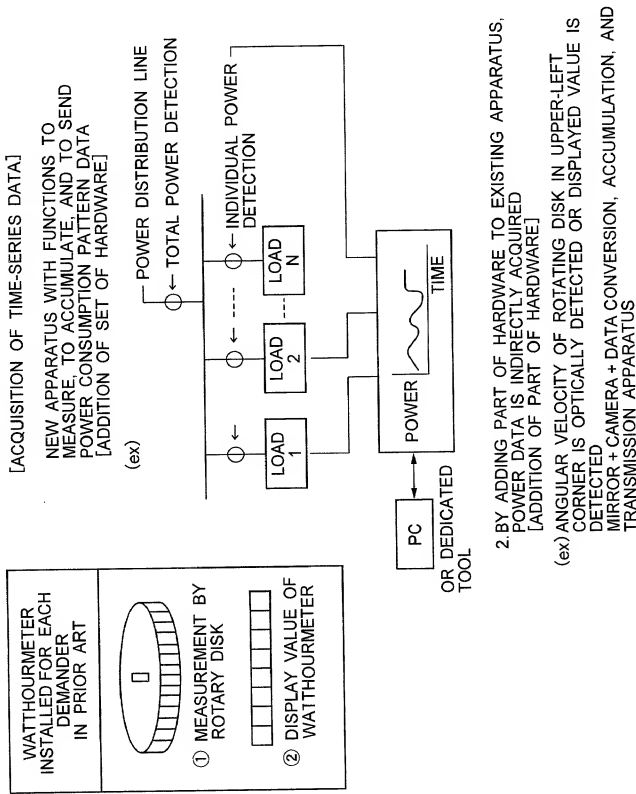 WATTHOURMETER
INSTALLED FOR EACH
DEMANDER
IN PRIOR ART
① MEASUREMENT BY
ROTARY DISK
② DISPLAY VALUE OF
WATTHOURMETER
[ACQUISITION OF TIME-SERIES DATA]
NEW APPARATUS WITH FUNCTIONS TO
MEASURE, TO ACCUMULATE, AND TO SEND
POWER CONSUMPTION PATTERN DATA
[ADDITION OF SET OF HARDWARE]
(ex)
POWER DISTRIBUTION LINE
TOTAL POWER DETECTION
INDIVIDUAL POWER
DETECTION
LOAD
1
LOAD
2
LOAD
N
POWER
TIME
PC
OR DEDICATED
TOOL
2. BY ADDING PART OF HARDWARE TO EXISTING APPARATUS,
POWER DATA IS INDIRECTLY ACQUIRED
[ADDITION OF PART OF HARDWARE]
(ex) ANGULAR VELOCITY OF ROTATING DISK IN UPPER-LEFT
CORNER IS OPTICALLY DETECTED OR DISPLAYED VALUE IS
DETECTED
MIRROR + CAMERA + DATA CONVERSION, ACCUMULATION, AND
TRANSMISSION APPARATUS